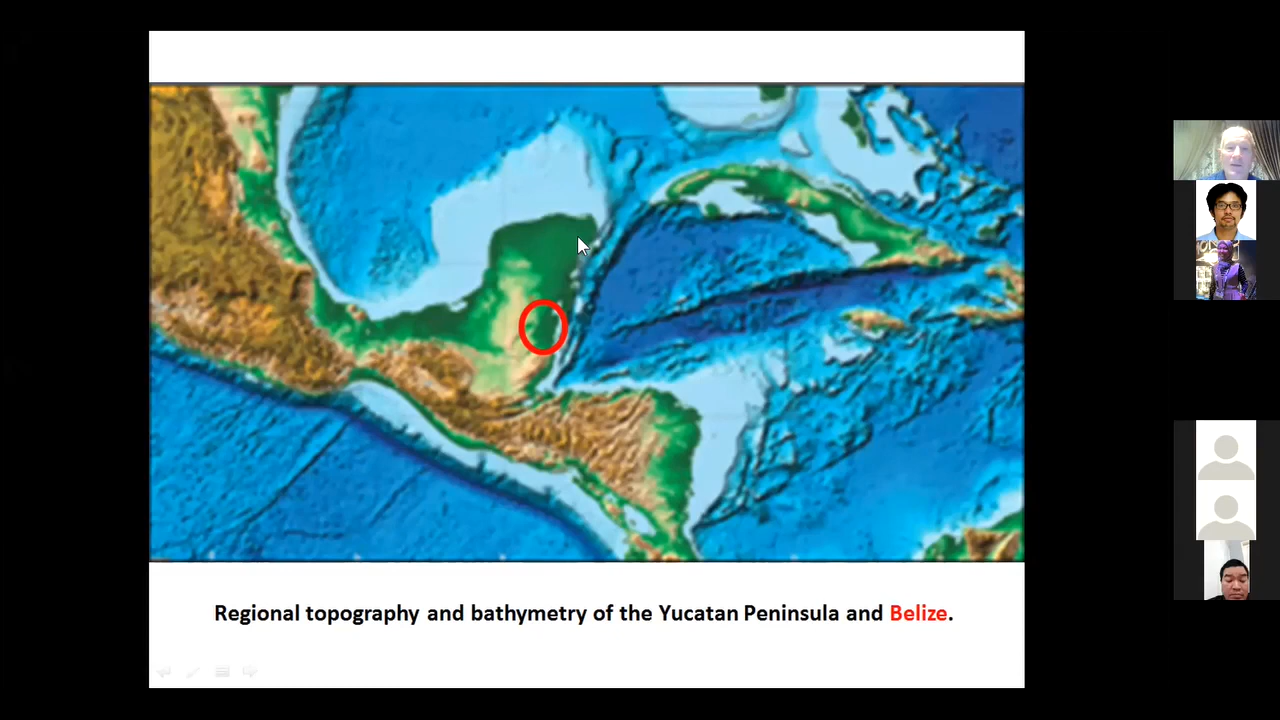 Regional topography and bathymetry of the Yucatan Peninsula and Belize.